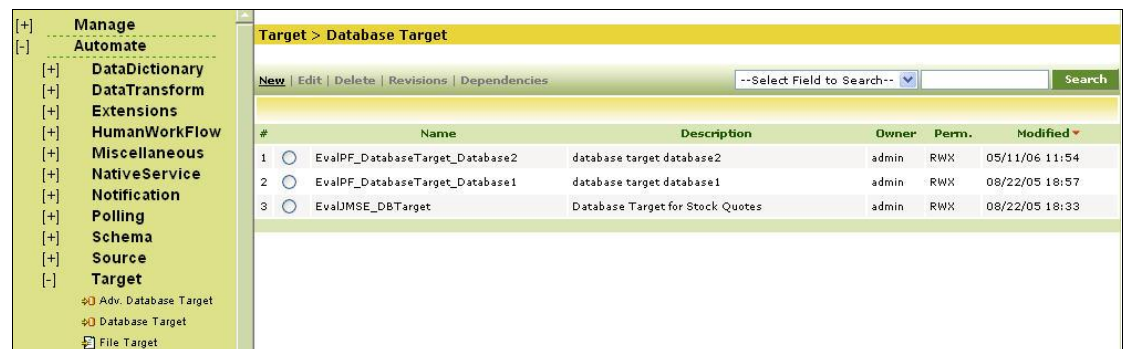 [+] Manage
[-] Automate
[+] DataDictionary
[+] DataTransform
[+] Extensions
[+] HumanWorkFlow
[+] Miscellaneous
[+] NativeService
[+] Notification
[+] Polling
[+] Schema
[+] Source
[-] Target
Adv. Database Target
Database Target
File Target
Target > Database Target
New | Edit | Delete | Revisions | Dependencies --Select Field to Search-- Search
# Name Description Owner Perm. Modified
1 EvalPF_DatabaseTarget_Database2 database target database2 admin RWX 05/11/06 11:54
2 EvalPF_DatabaseTarget_Database1 database target database1 admin RWX 08/22/05 18:57
3 EvalJMSE_DBTarget Database Target for Stock Quotes admin RWX 08/22/05 18:33